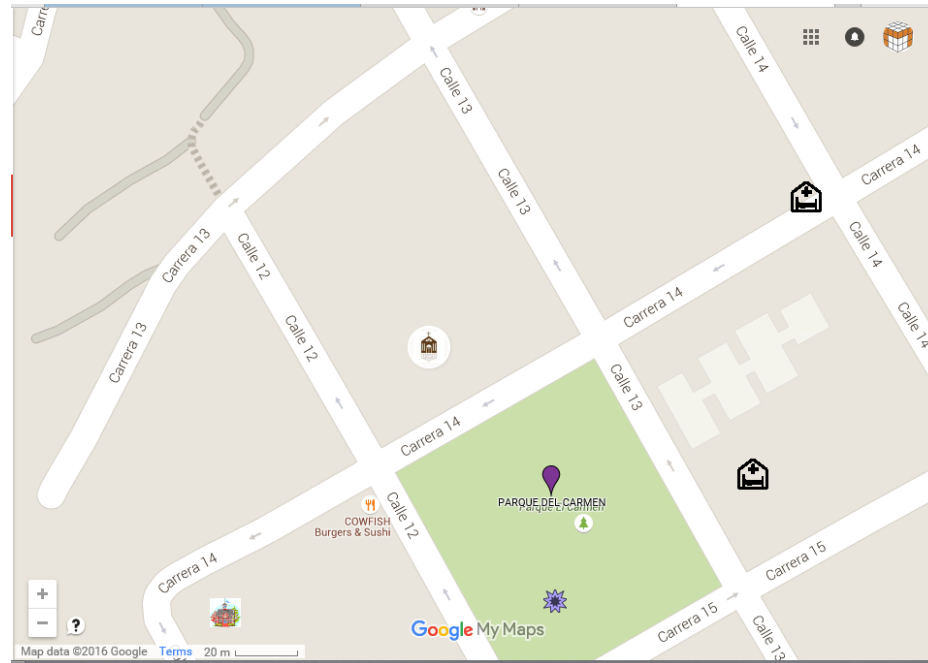 Carre
Calle 14
Calle 13
Carrera 14
Calle 13
Carrera 13
Calle 12
Calle 14
Carrera 14
Calle 14
Calle 12
Carrera 13
Calle 13
Carrera 14
PARQUE DEL CARMEN
Parque El Carmen
COWFISH
Burgers & Sushi
Calle 12
Carrera 15
Carrera 14
Carrera 15
Calle 13
Google My Maps
+
−
?
Map data ©2016 Google Terms 20 m